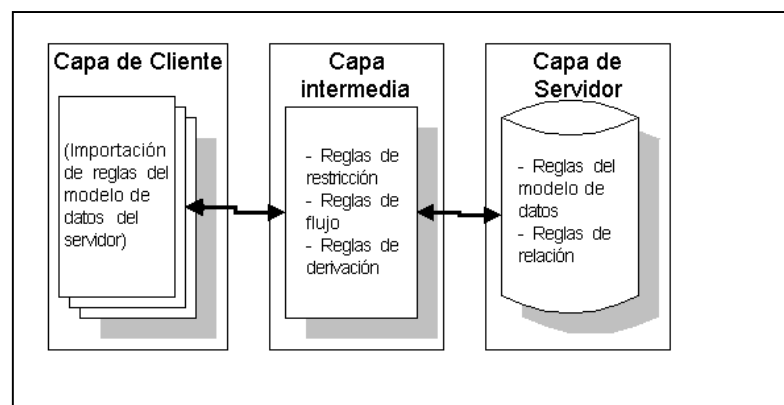 Capa de Cliente
(Importación
de reglas del
modelo de
datos del
servidor)
Capa
intermedia
- Reglas de
restricción
- Reglas de
flujo
- Reglas de
derivación
Capa de
Servidor
- Reglas del
modelo de
datos
- Reglas de
relación